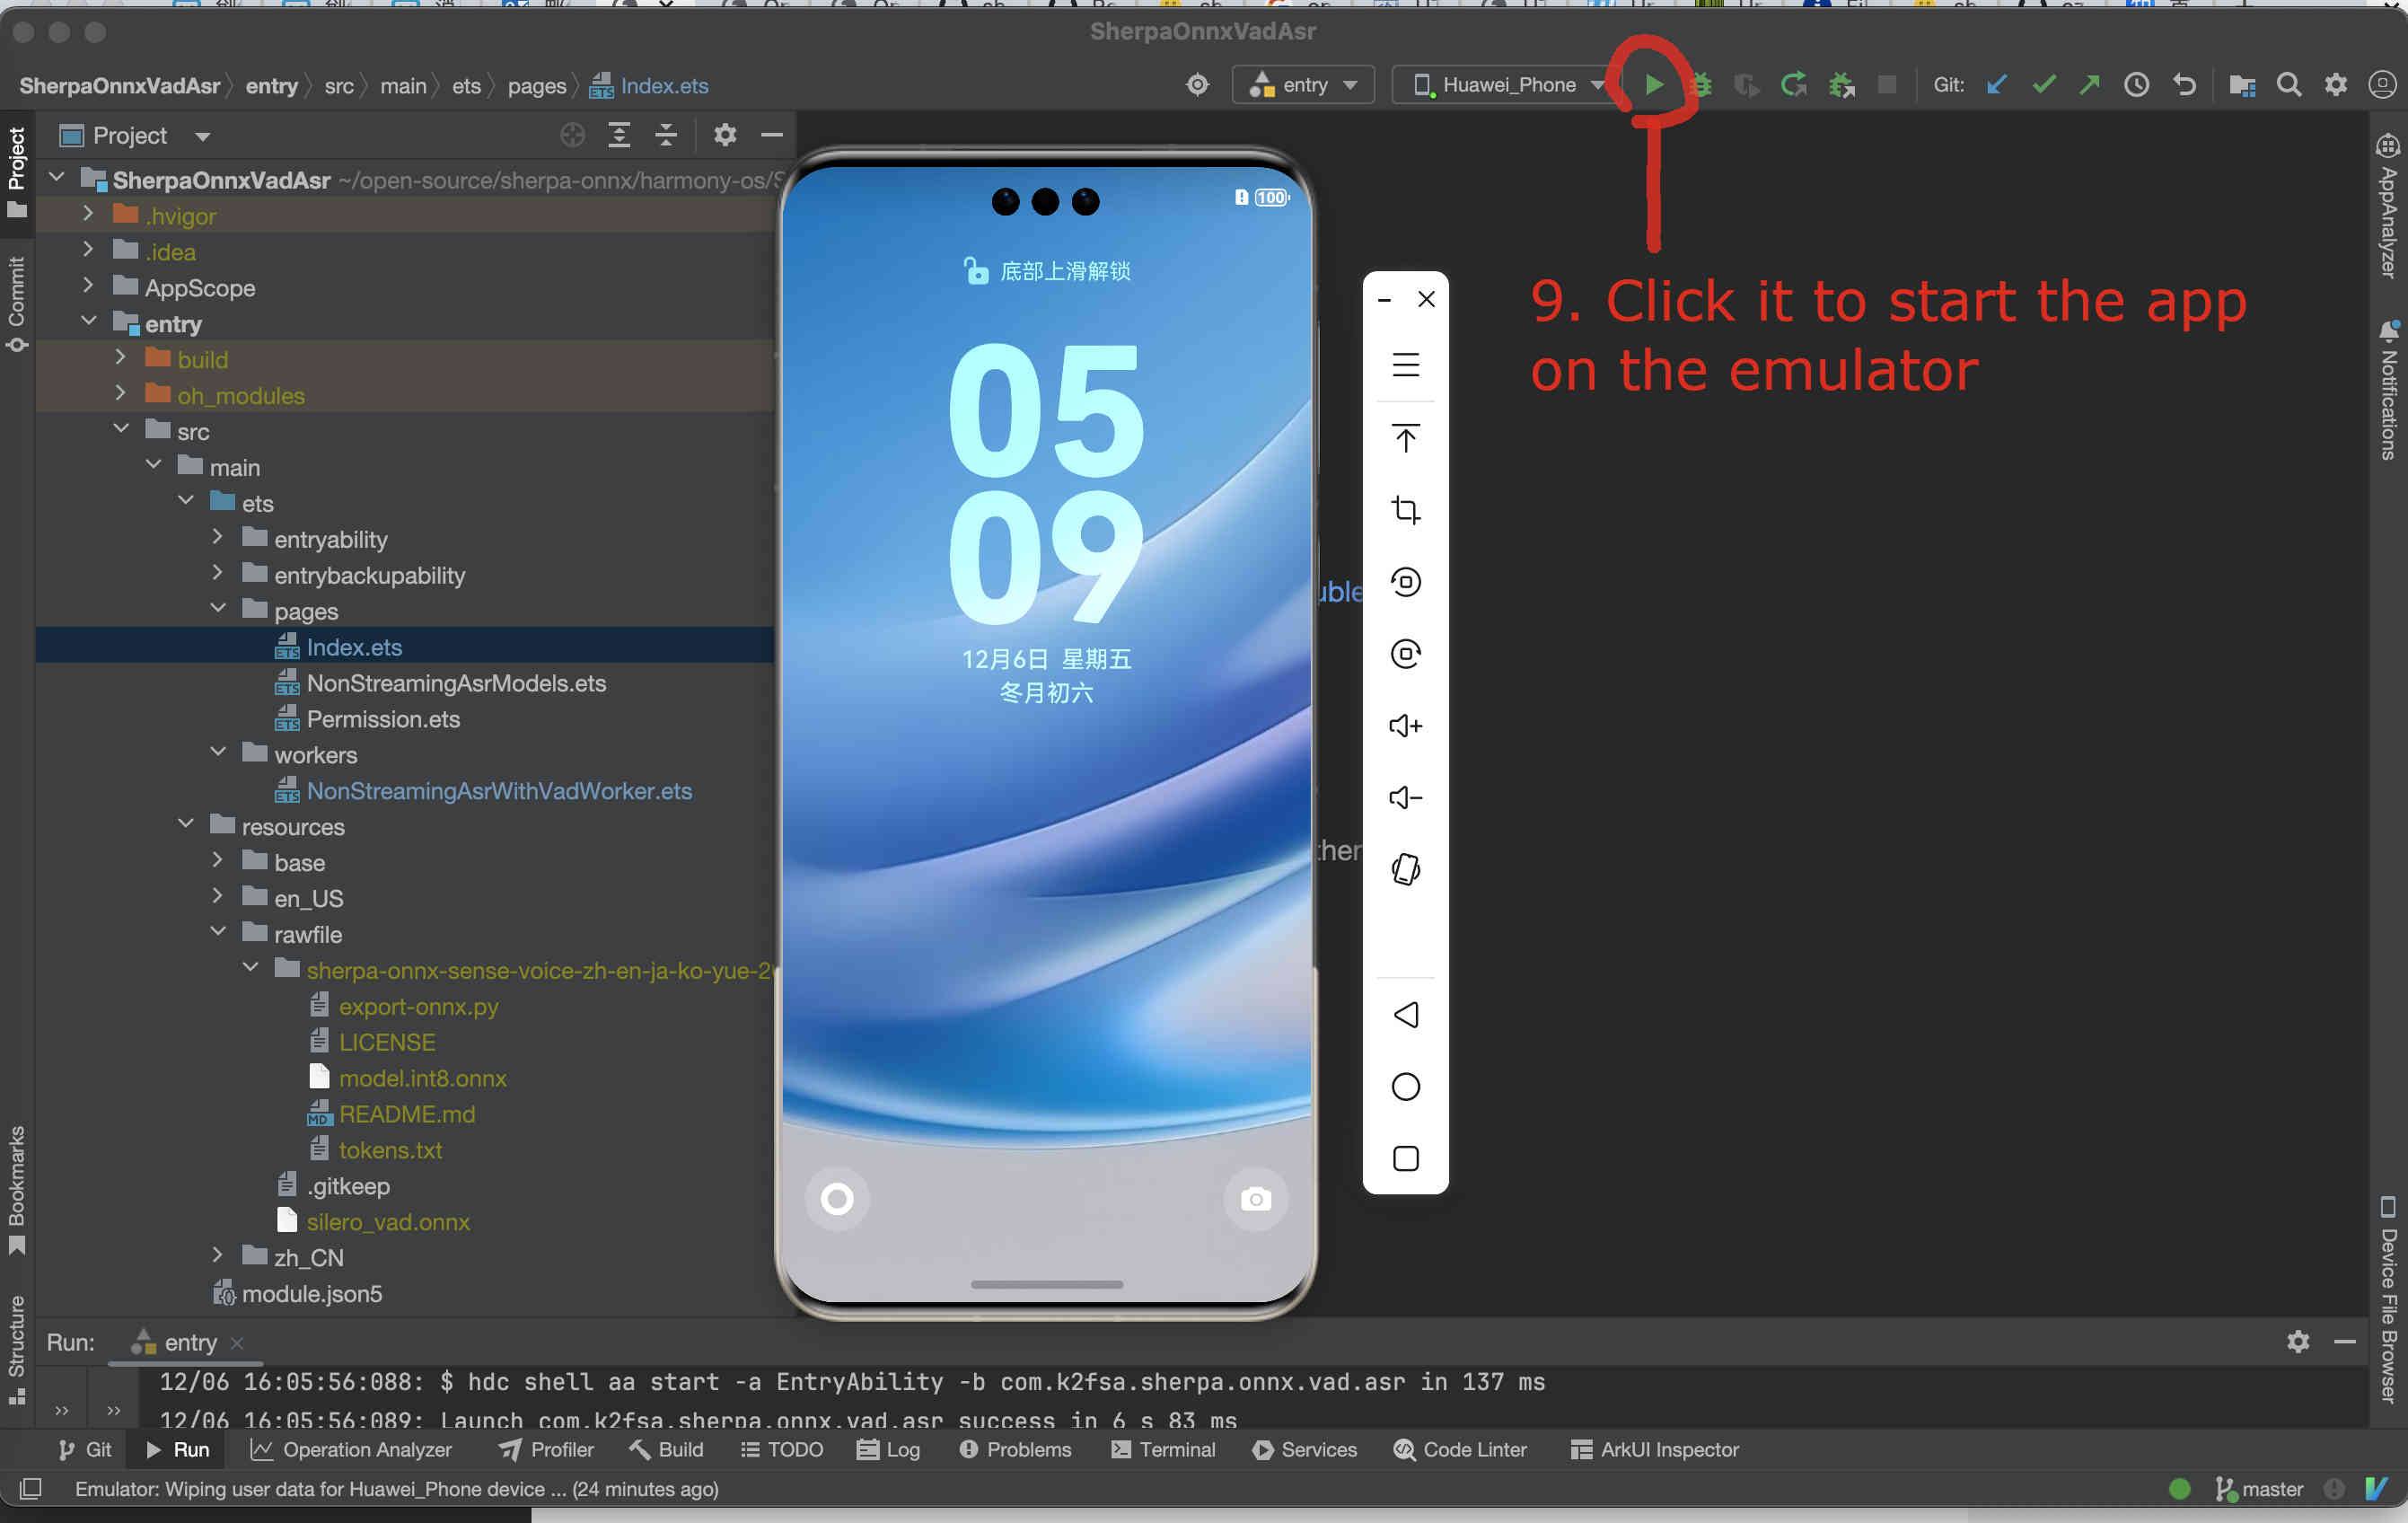 SherpaOnnxVadAsr
SherpaOnnxVadAsr
entry
src
main
ets
pages
Index.ets
entry
Huawei_Phone
Git:
Project
Project
Commit
Bookmarks
Structure
SherpaOnnxVadAsr ~/open-source/sherpa-onnx/harmony-os/S
.hvigor
.idea
AppScope
entry
build
oh_modules
src
main
ets
entryability
entrybackupability
pages
Index.ets
NonStreamingAsrModels.ets
Permission.ets
workers
NonStreamingAsrWithVadWorker.ets
resources
base
en_US
rawfile
sherpa-onnx-sense-voice-zh-en-ja-ko-yue-2
export-onnx.py
LICENSE
model.int8.onnx
README.md
tokens.txt
.gitkeep
silero_vad.onnx
zh_CN
module.json5
100
底部上滑解锁
05
09
12月6日 星期五
冬月初六
uble
ther
9. Click it to start the app
on the emulator
AppAnalyzer
Notifications
Device File Browser
Run:
entry
12/06 16:05:56:088: $ hdc shell aa start -a EntryAbility -b com.k2fsa.sherpa.onnx.vad.asr in 137 ms
12/06 16:05:56:089: Launch com.k2fsa.sherpa.onnx.vad.asr success in 6 s 83 ms
Git
Run
Operation Analyzer
Profiler
Build
TODO
Log
Problems
Terminal
Services
Code Linter
ArkUI Inspector
Emulator: Wiping user data for Huawei_Phone device ... (24 minutes ago)
master